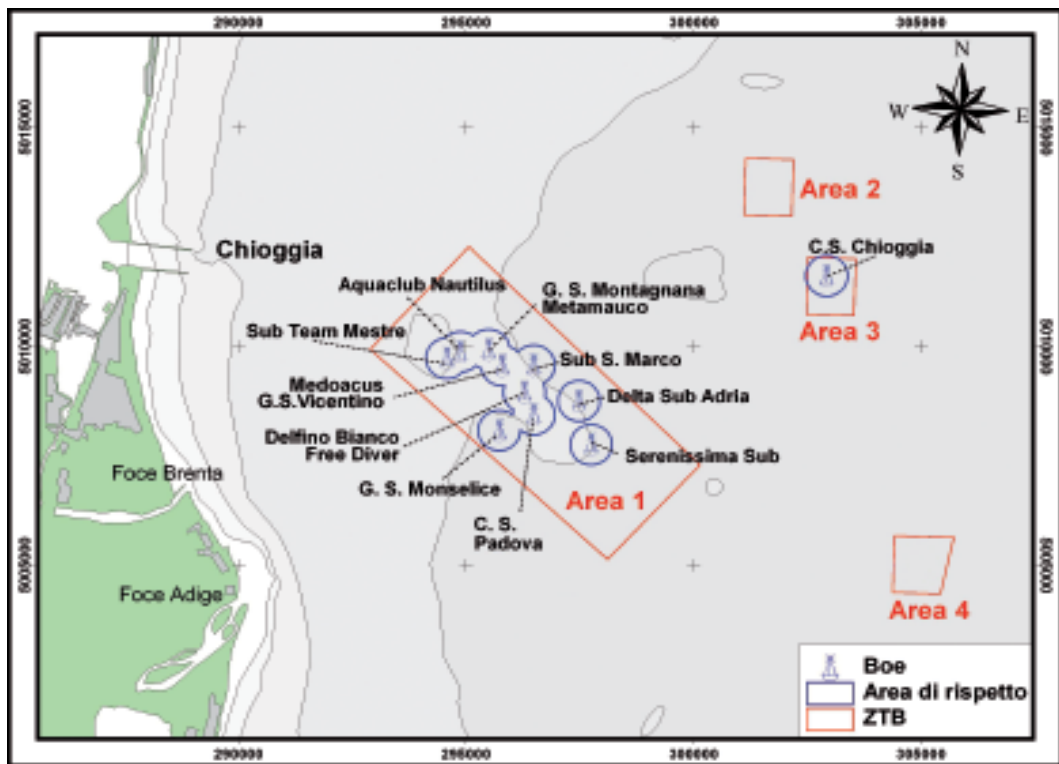 290000
295000
300000
305000
N
W
E
S
5015000
5015000
Area 2
Chioggia
C.S. Chioggia
Aquaclub Nautilus
G. S. Montagnana
Metamauco
Area 3
Sub Team Mestre
5010000
5010000
Sub S. Marco
Medoacus
G.S.Vicentino
Delta Sub Adria
Delfino Bianco
Free Diver
Serenissima Sub
Foce Brenta
G. S. Monselice
Area 1
C. S.
Padova
5005000
5005000
Foce Adige
Area 4
Boe
Area di rispetto
ZTB
290000
295000
300000
305000